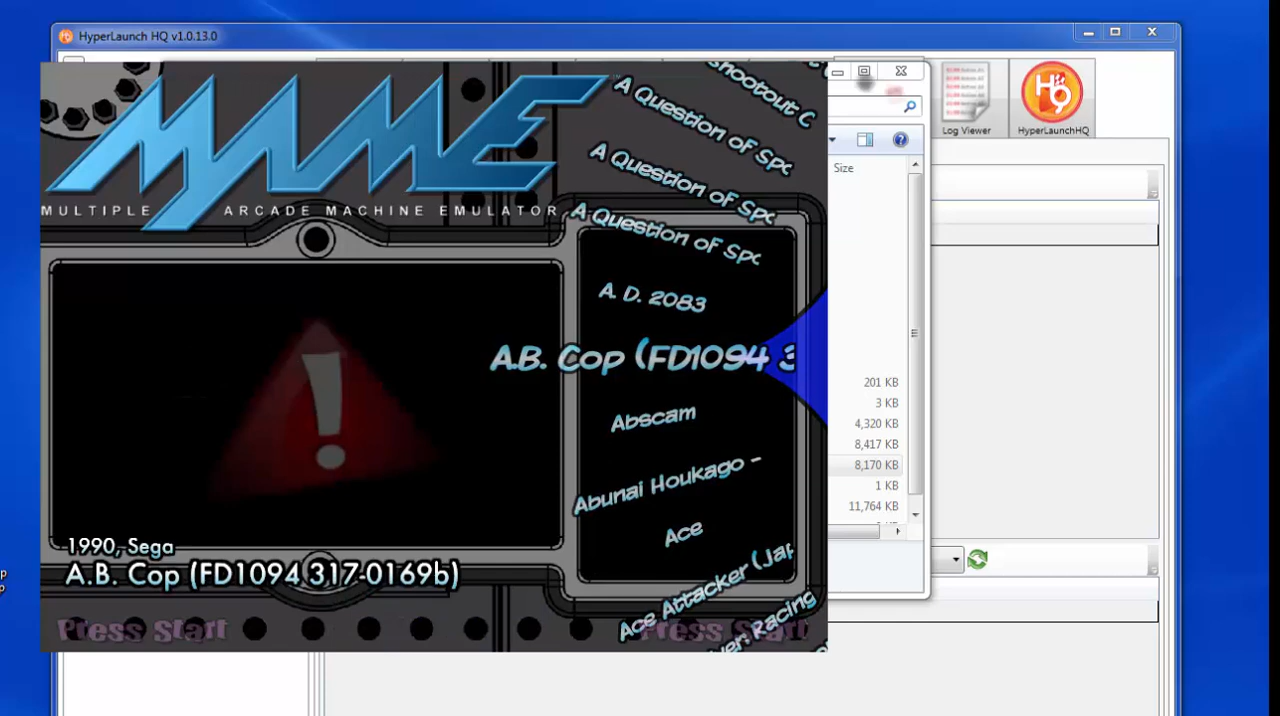 HyperLaunch HQ v1.0.13.0
Log Viewer
HyperLaunchHQ
MAME
MULTIPLE ARCADE MACHINE EMULATOR
Shootout C
A Question of Spo
A Question of Spo
A Question of Spo
A. D. 2083
A.B. Cop (FD1094 3
Abscam
Abunai Houkago -
Ace
Ace Attacker (Jap
Racing
1990, Sega
A.B. Cop (FD1094 317-0169b)
Press Start
Press Start
Size
201 KB
3 KB
4,320 KB
8,417 KB
8,170 KB
1 KB
11,764 KB